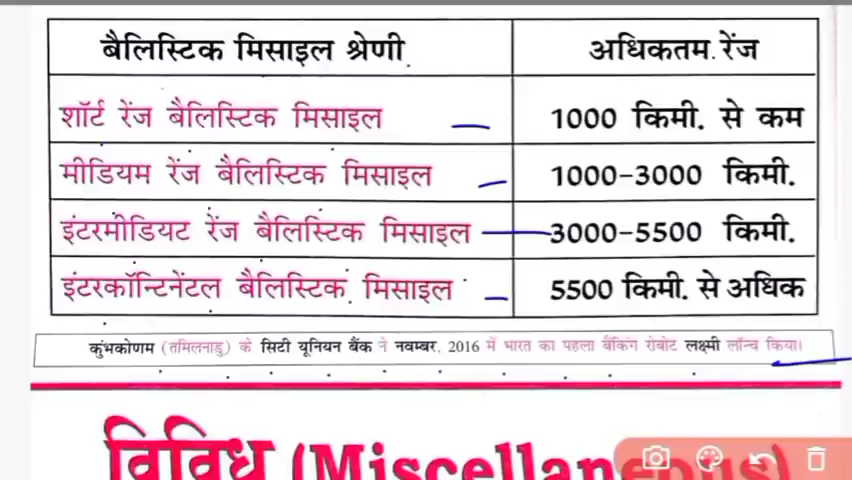 बैलिस्टिक मिसाइल श्रेणी अधिकतम रेंज
शॉर्ट रेंज बैलिस्टिक मिसाइल 1000 किमी. से कम
मीडियम रेंज बैलिस्टिक मिसाइल 1000-3000 किमी.
इंटरमीडियट रेंज बैलिस्टिक मिसाइल 3000-5500 किमी.
इंटरकॉन्टिनेंटल बैलिस्टिक मिसाइल 5500 किमी. से अधिक
कुंभकोणम (तमिलनाडु) के सिटी यूनियन बैंक ने नवम्बर, 2016 में भारत का पहला बैंकिंग रोबोट लक्ष्मी लॉन्च किया।
विविध (Miscellaneous)